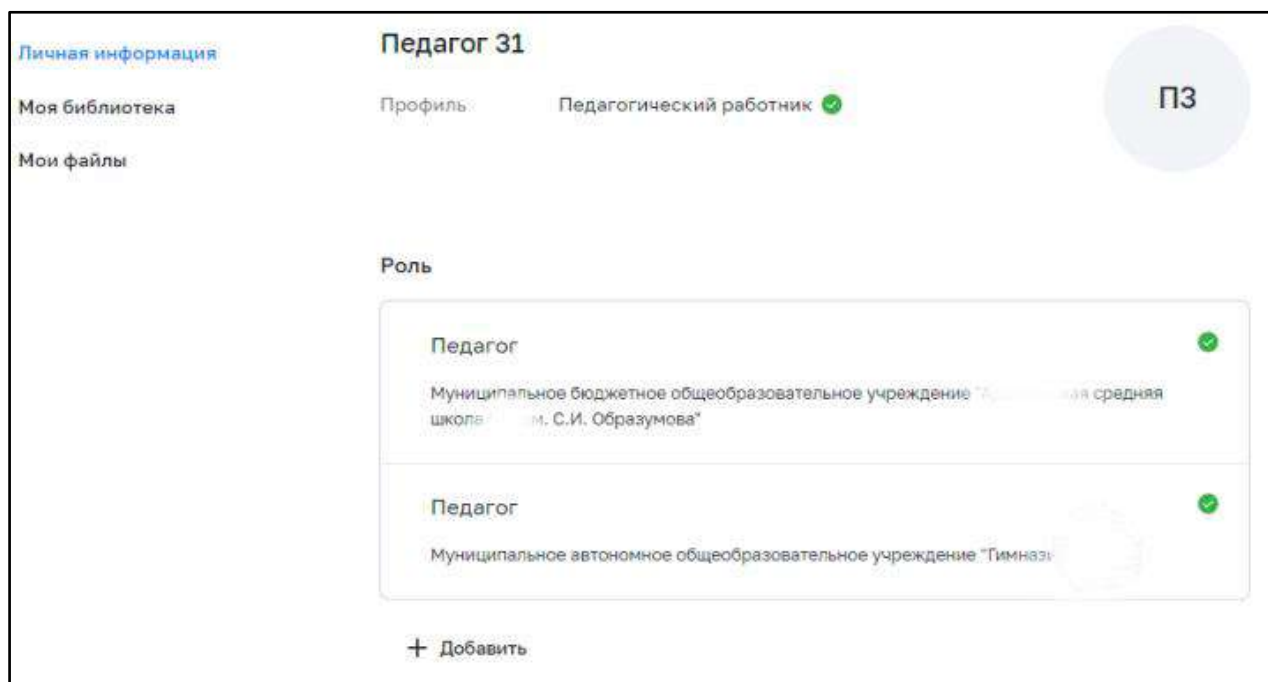 Личная информация
Моя библиотека
Мои файлы
Педагог 31
Профиль Педагогический работник
ПЗ
Роль
Педагог
Муниципальное бюджетное общеобразовательное учреждение средняя
школа С.И. Образумова"
Педагог
Муниципальное автономное общеобразовательное учреждение
+ Добавить